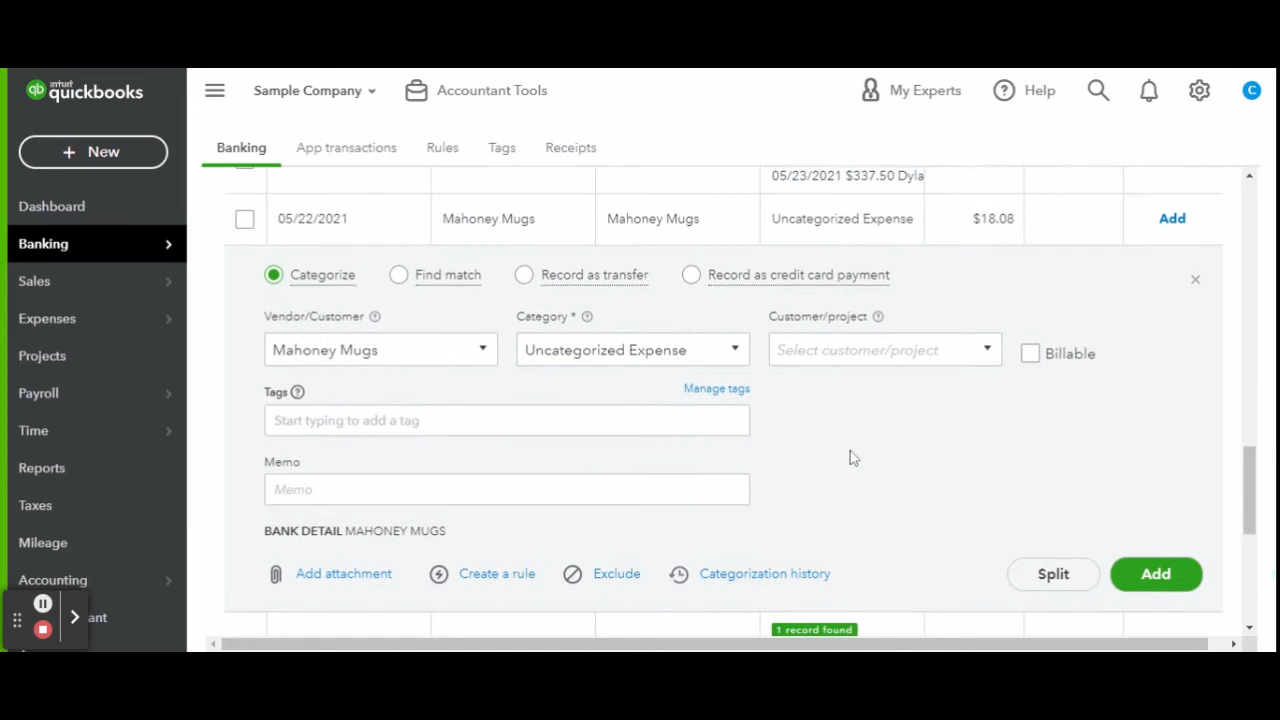 intuit quickbooks
Sample Company
Accountant Tools
My Experts
Help
C
+ New
Banking
App transactions
Rules
Tags
Receipts
Dashboard
Banking
Sales
Expenses
Projects
Payroll
Time
Reports
Taxes
Mileage
Accounting
ant
05/23/2021 $337.50 Dyla
05/22/2021
Mahoney Mugs
Mahoney Mugs
Uncategorized Expense
$18.08
Add
Categorize
Find match
Record as transfer
Record as credit card payment
Vendor/Customer
Category *
Customer/project
Mahoney Mugs
Uncategorized Expense
Select customer/project
Billable
Tags
Manage tags
Start typing to add a tag
Memo
Memo
BANK DETAIL MAHONEY MUGS
Add attachment
Create a rule
Exclude
Categorization history
Split
Add
1 record found